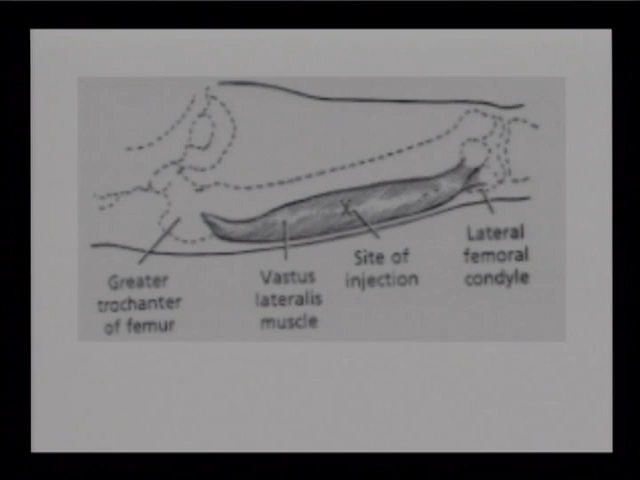 Greater
trochanter
of femur
Vastus
lateralis
muscle
Site of
injection
Lateral
femoral
condyle
X